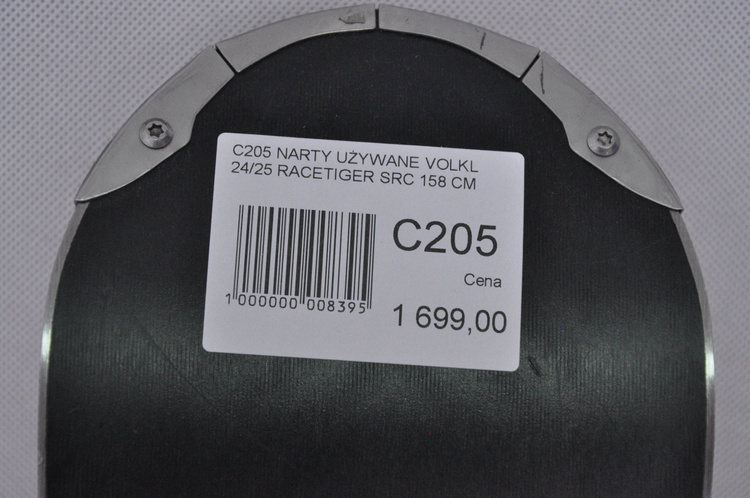 C205 NARTY UŻYWANE VOLKL
24/25 RACETIGER SRC 158 CM
C205
Cena
1 699,00
1 000000 008395